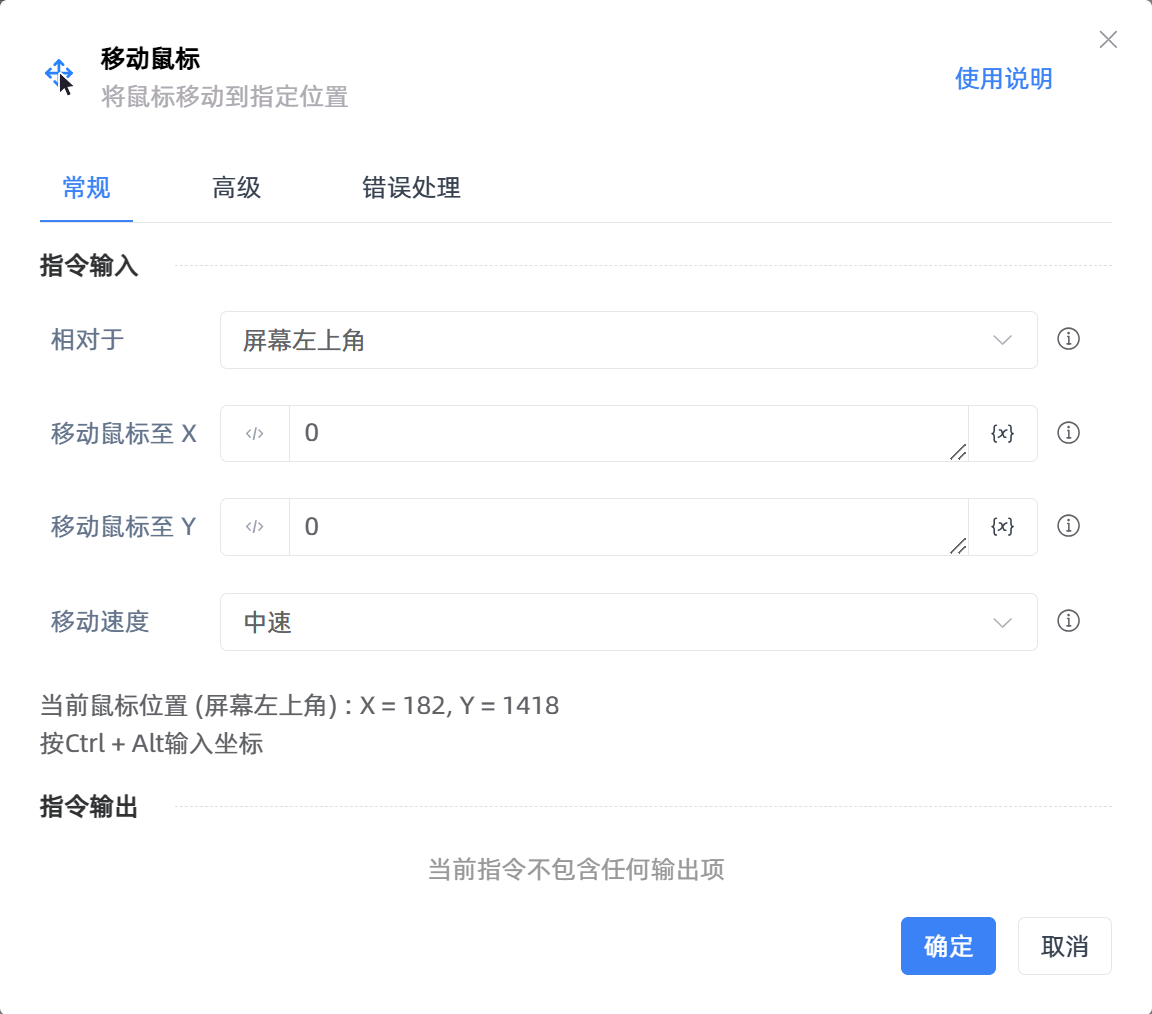 移动鼠标
将鼠标移动到指定位置
使用说明
常规
高级
错误处理
指令输入
相对于
屏幕左上角
移动鼠标至 X
</>
0
{x}
移动鼠标至 Y
</>
0
{x}
移动速度
中速
当前鼠标位置 (屏幕左上角) : X = 182, Y = 1418
按Ctrl + Alt输入坐标
指令输出
当前指令不包含任何输出项
确定
取消